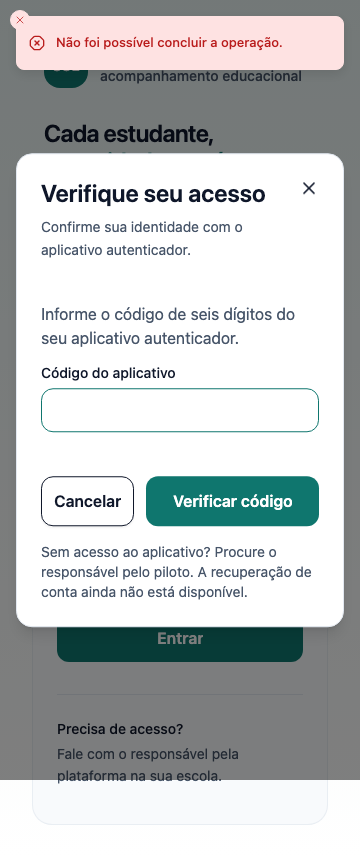 Não foi possível concluir a operação.
acompanhamento educacional
Cada estudante,
Verifique seu acesso
Confirme sua identidade com o
aplicativo autenticador.
Informe o código de seis dígitos do
seu aplicativo autenticador.
Código do aplicativo
Cancelar
Verificar código
Sem acesso ao aplicativo? Procure o
responsável pelo piloto. A recuperação de
conta ainda não está disponível.
Entrar
Precisa de acesso?
Fale com o responsável pela
plataforma na sua escola.